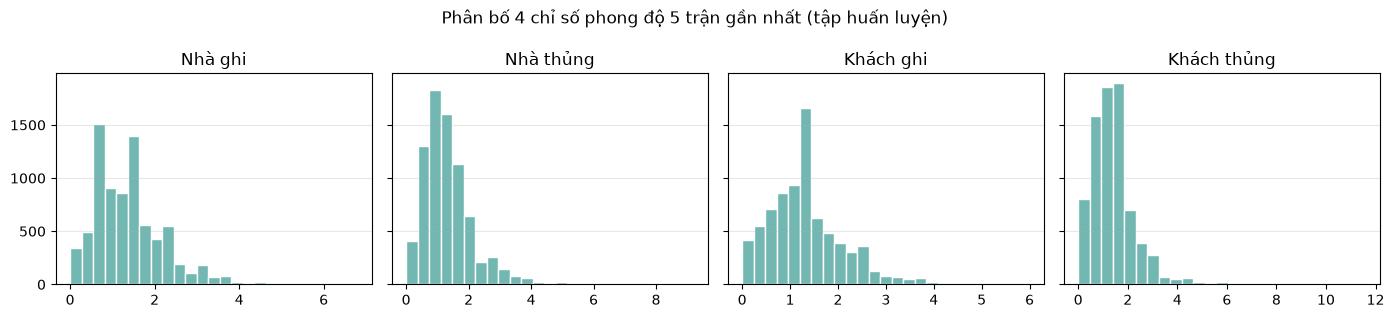 Phân bố 4 chỉ số phong độ 5 trận gần nhất (tập huấn luyện)
Nhà ghi
Nhà thủng
Khách ghi
Khách thủng
1500
1000
500
0
0 2 4 6
0 2 4 6 8
0 1 2 3 4 5 6
0 2 4 6 8 10 12